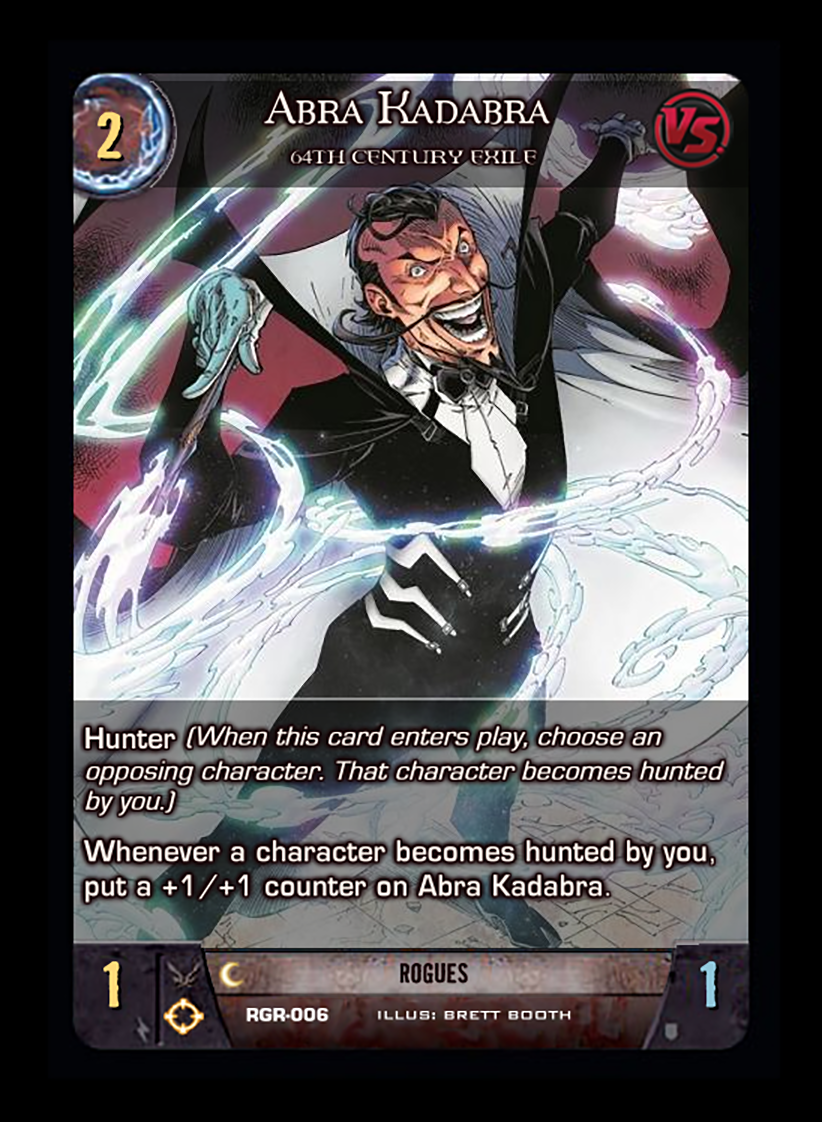 2
Abra Kadabra
VS.
64th Century Exile
Hunter (When this card enters play, choose an
opposing character. That character becomes hunted
by you.)
Whenever a character becomes hunted by you,
put a +1/+1 counter on Abra Kadabra.
1
ROGUES
1
RGR-006
ILLUS: BRETT BOOTH